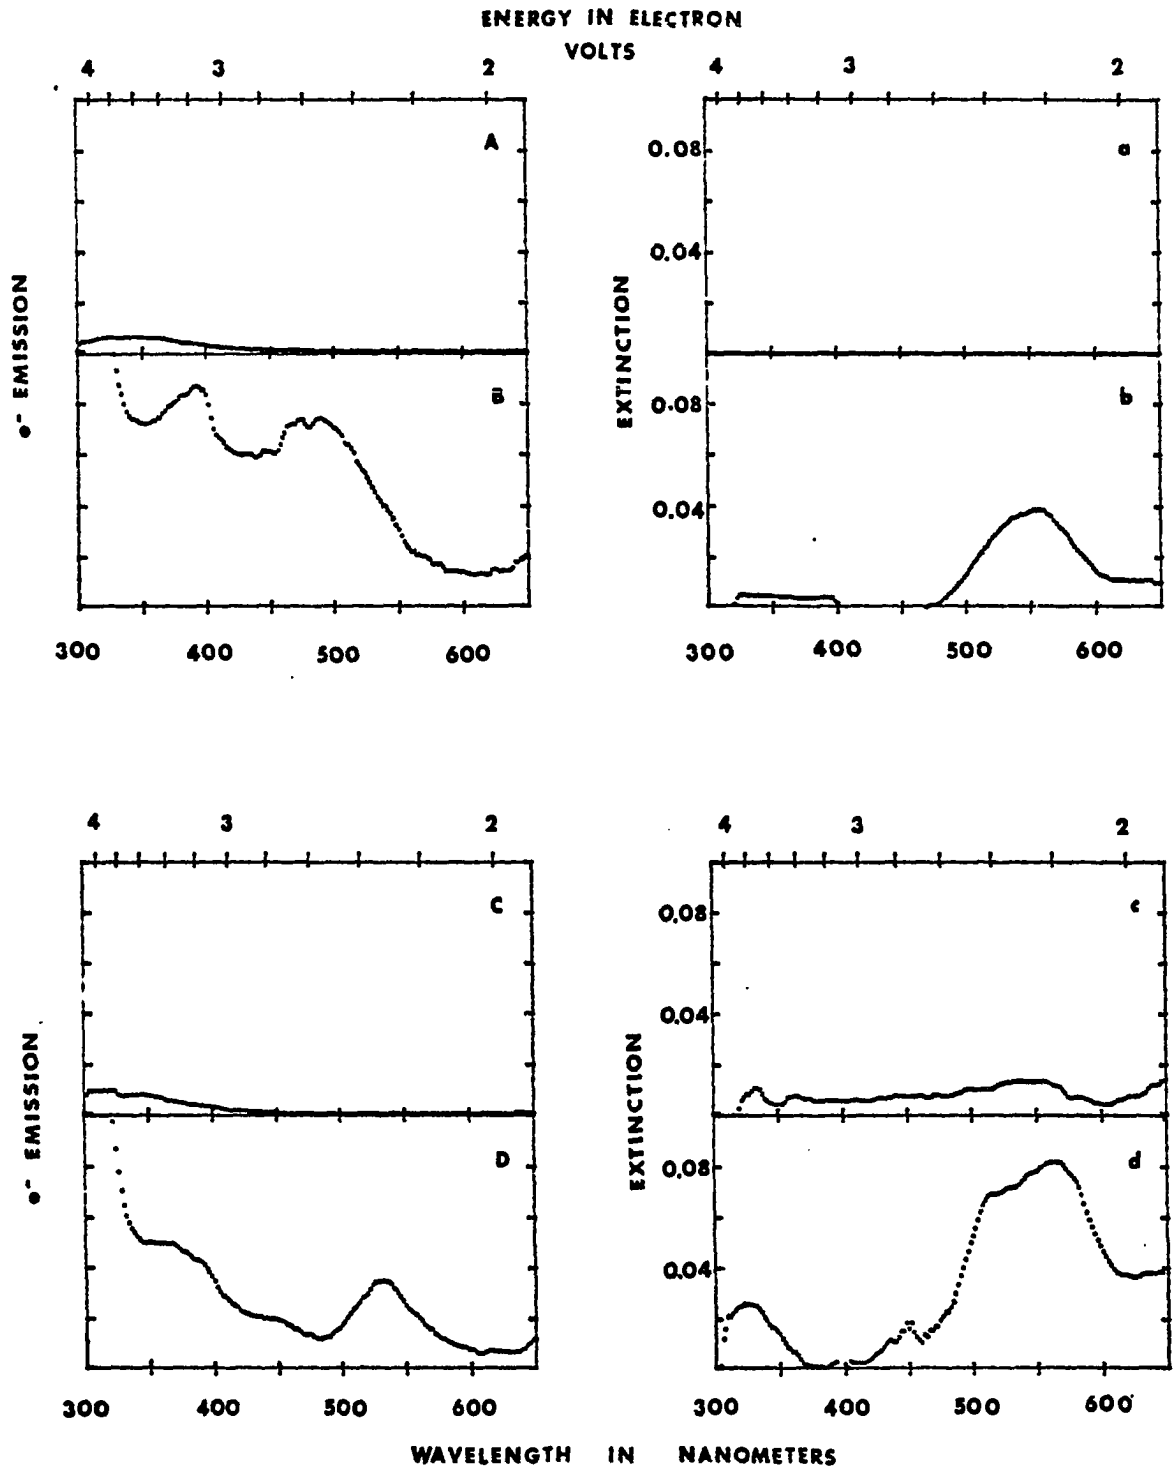 ENERGY IN ELECTRON
VOLTS
4 3 2
4 3 2
A
a
0.08
0.04
e- EMISSION
EXTINCTION
B
b
0.08
0.04
300 400 500 600
300 400 500 600
4 3 2
4 3 2
C
c
0.08
0.04
e- EMISSION
EXTINCTION
D
d
0.08
0.04
300 400 500 600
300 400 500 600
WAVELENGTH IN NANOMETERS